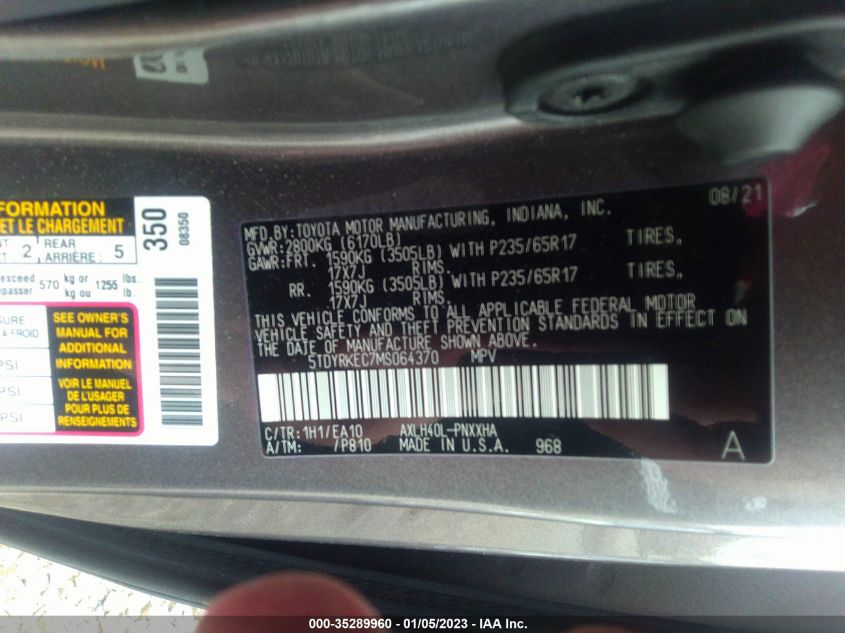 FORMATION
ET LE CHARGEMENT
2 REAR ARRIÈRE: 5
exceed 570 kg or kg ou 1255 lbs. lb.
350
08350
SEE OWNER'S
MANUAL FOR
ADDITIONAL
INFORMATION
VOIR LE MANUEL
DE L'USAGER
POUR PLUS DE
RENSEIGNEMENTS
PSI
PSI
08/21
MFD.BY:TOYOTA MOTOR MANUFACTURING, INDIANA, INC.
GVWR:2800KG (6170LB)
GAWR:FRT. 1590KG (3505LB) WITH P235/65R17 TIRES,
17X7J RIMS,
RR. 1590KG (3505LB) WITH P235/65R17 TIRES,
17X7J RIMS,
THIS VEHICLE CONFORMS TO ALL APPLICABLE FEDERAL MOTOR
VEHICLE SAFETY AND THEFT PREVENTION STANDARDS IN EFFECT ON
THE DATE OF MANUFACTURE SHOWN ABOVE.
5TDYRKEC7MS064370 MPV
C/TR: 1H1/EA10 AXLH40L-PNXXHA
A/TM: /P810 MADE IN U.S.A. 968
A
000-35289960 - 01/05/2023 - IAA Inc.